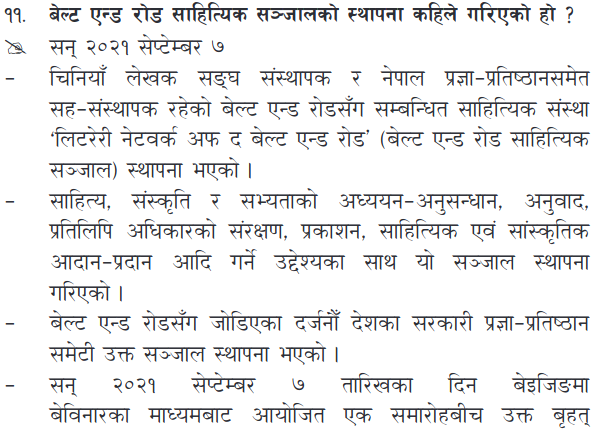 ११. बेल्ट एन्ड रोड साहित्यिक सञ्जालको स्थापना कहिले गरिएको हो ?
सन् २०२१ सेप्टेम्बर ७
– चिनियाँ लेखक सङ्घ संस्थापक र नेपाल प्रज्ञा–प्रतिष्ठानसमेत
सह–संस्थापक रहेको बेल्ट एन्ड रोडसँग सम्बन्धित साहित्यिक संस्था
‘लिटरेरी नेटवर्क अफ द बेल्ट एन्ड रोड’ (बेल्ट एन्ड रोड साहित्यिक
सञ्जाल) स्थापना भएको ।
– साहित्य, संस्कृति र सभ्यताको अध्ययन–अनुसन्धान, अनुवाद,
प्रतिलिपि अधिकारको संरक्षण, प्रकाशन, साहित्यिक एवं सांस्कृतिक
आदान–प्रदान आदि गर्ने उद्देश्यका साथ यो सञ्जाल स्थापना
गरिएको ।
– बेल्ट एन्ड रोडसँग जोडिएका दर्जनौँ देशका सरकारी प्रज्ञा–प्रतिष्ठान
समेटी उक्त सञ्जाल स्थापना भएको ।
– सन् २०२१ सेप्टेम्बर ७ तारिखका दिन बेइजिङमा
बेविनारका माध्यमबाट आयोजित एक समारोहबीच उक्त बृहत्